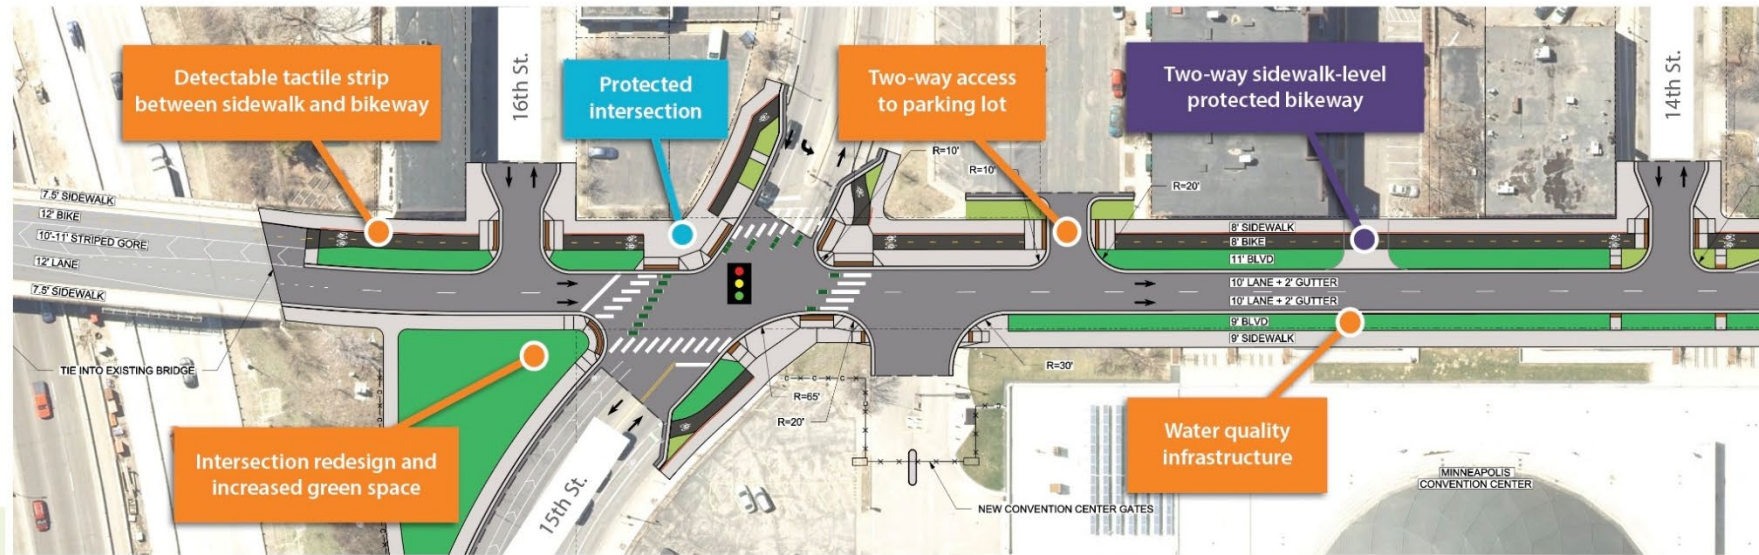 Detectable tactile strip
between sidewalk and bikeway
16th St.
Protected
intersection
Two-way access
to parking lot
Two-way sidewalk-level
protected bikeway
14th St.
R=10'
R=10'
R=20'
7.5' SIDEWALK
12' BIKE
10'-11' STRIPED GORE
12' LANE
7.5' SIDEWALK
8' SIDEWALK
8' BIKE
11' BLVD
10' LANE + 2' GUTTER
10' LANE + 2' GUTTER
9' BLVD
9' SIDEWALK
TIE INTO EXISTING BRIDGE
R=30'
R=65'
R=20'
Intersection redesign and
increased green space
15th St.
Water quality
infrastructure
MINNEAPOLIS
CONVENTION CENTER
NEW CONVENTION CENTER GATES